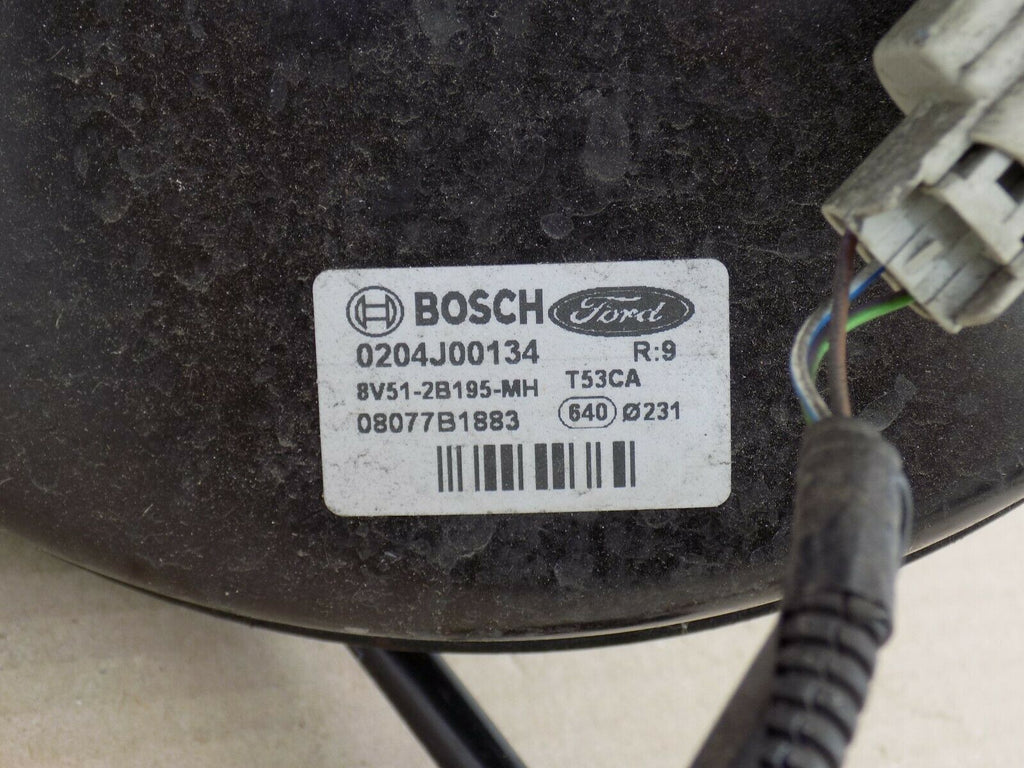 BOSCH Ford
0204J00134 R:9
8V51-2B195-MH T53CA
08077B1883 640 Ø231